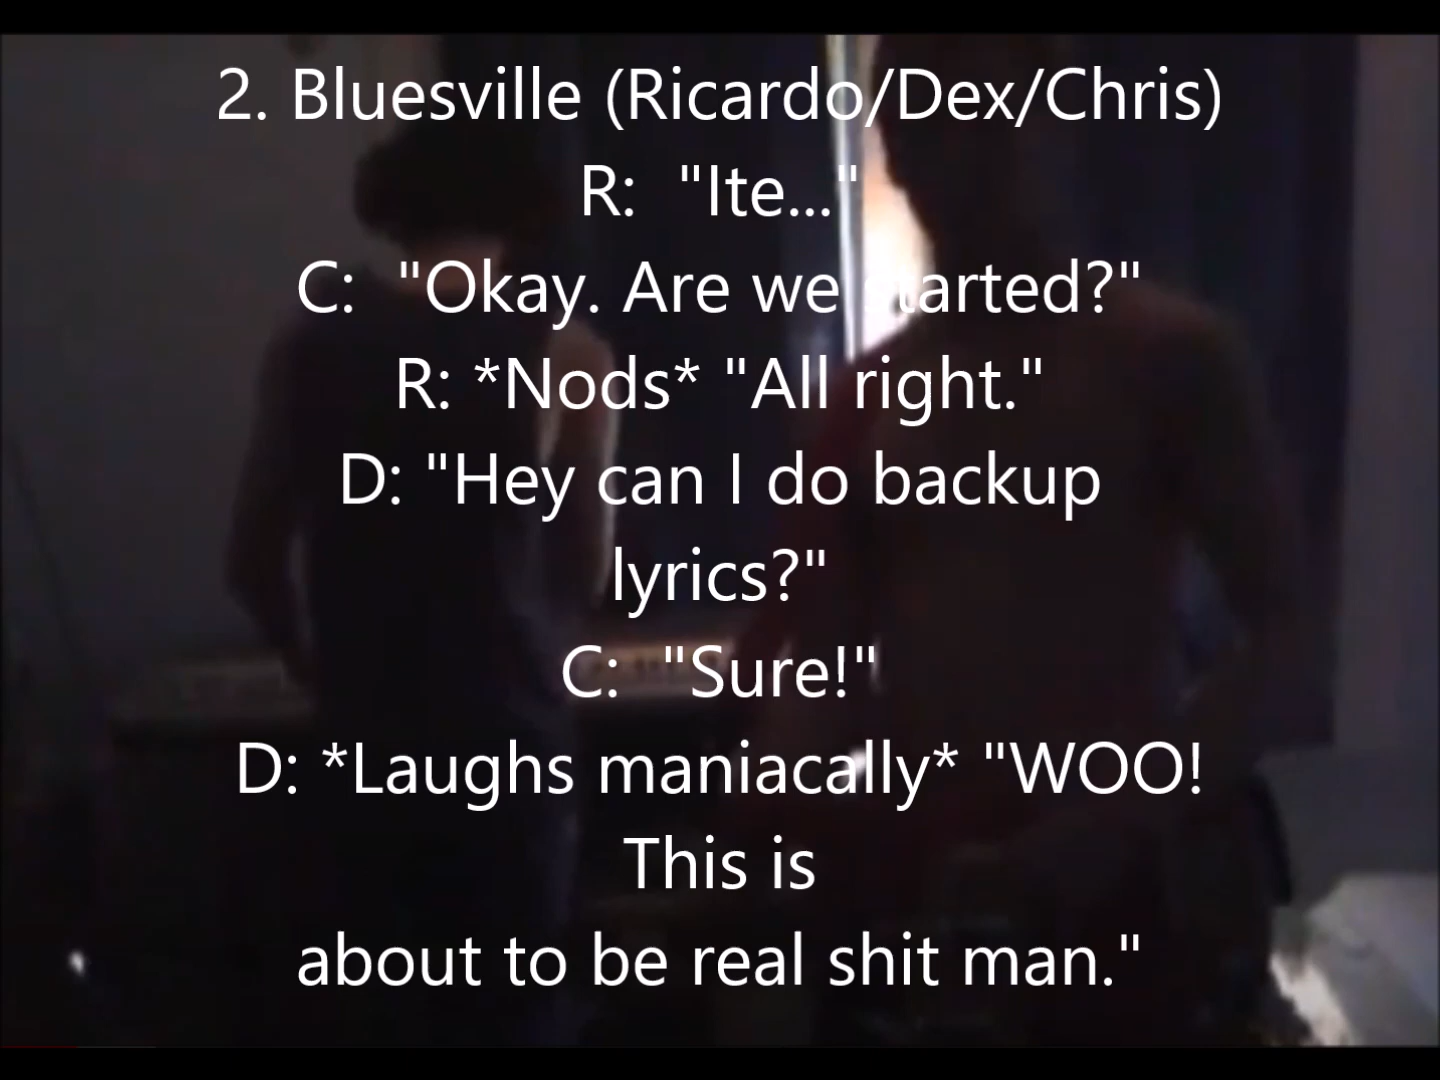 2. Bluesville (Ricardo/Dex/Chris)
R:  "Ite..."
C:  "Okay. Are we started?"
R: *Nods* "All right."
D: "Hey can I do backup
lyrics?"
C:  "Sure!"
D: *Laughs maniacally* "WOO!
This is
about to be real shit man."